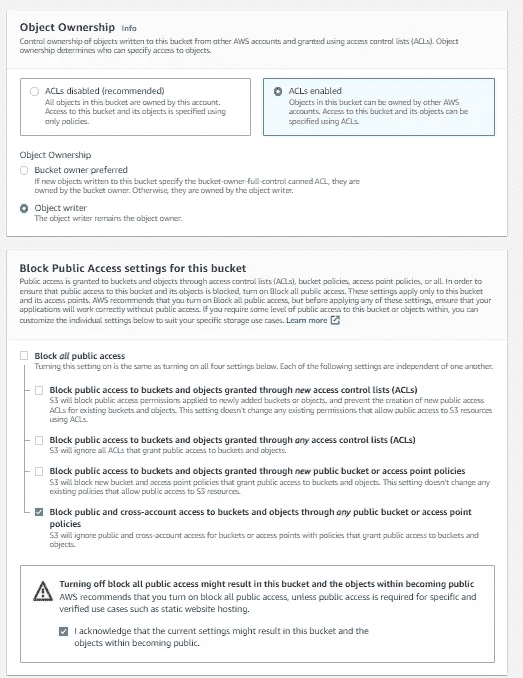 Object Ownership Info
Control ownership of objects written to this bucket from other AWS accounts and granted using access control lists (ACLs). Object
ownership determines who can specify access to objects.
ACLs disabled (recommended)
All objects in this bucket are owned by this account.
Access to this bucket and its objects is specified using
only policies.
ACLs enabled
Objects in this bucket can be owned by other AWS
accounts. Access to this bucket and its objects can be
specified using ACLs.
Object Ownership
Bucket owner preferred
If new objects written to this bucket specify the bucket-owner-full-control canned ACL, they are
owned by the bucket owner. Otherwise, they are owned by the object writer.
Object writer
The object writer remains the object owner.
Block Public Access settings for this bucket
Public access is granted to buckets and objects through access control lists (ACLs), bucket policies, access point policies, or all. In order to
ensure that public access to this bucket and its objects is blocked, turn on Block all public access. These settings apply only to this bucket
and its access points. AWS recommends that you turn on Block all public access, but before applying any of these settings, ensure that your
applications will work correctly without public access. If you require some level of public access to this bucket or objects within, you can
customize the individual settings below to suit your specific storage use cases. Learn more
Block all public access
Turning this setting on is the same as turning on all four settings below. Each of the following settings are independent of one another.
Block public access to buckets and objects granted through new access control lists (ACLs)
S3 will block public access permissions applied to newly added buckets or objects, and prevent the creation of new public access
ACLs for existing buckets and objects. This setting doesn't change any existing permissions that allow public access to S3 resources
using ACLs.
Block public access to buckets and objects granted through any access control lists (ACLs)
S3 will ignore all ACLs that grant public access to buckets and objects.
Block public access to buckets and objects granted through new public bucket or access point policies
S3 will block new bucket and access point policies that grant public access to buckets and objects. This setting doesn't change any
existing policies that allow public access to S3 resources.
Block public and cross-account access to buckets and objects through any public bucket or access point
policies
S3 will ignore public and cross-account access for buckets or access points with policies that grant public access to buckets and
objects.
Turning off block all public access might result in this bucket and the objects within becoming public
AWS recommends that you turn on block all public access, unless public access is required for specific and
verified use cases such as static website hosting.
I acknowledge that the current settings might result in this bucket and the
objects within becoming public.